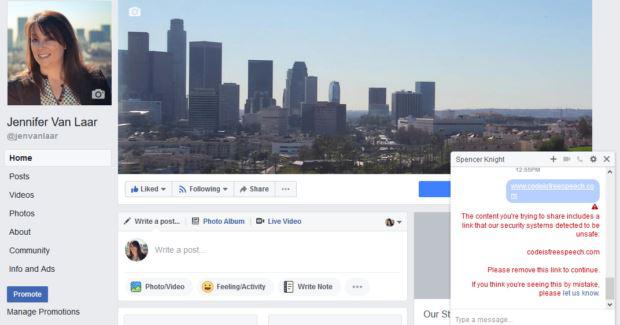 Jennifer Van Laar
@jenvanlaar
Home
Posts
Videos
Photos
About
Community
Info and Ads
Promote
Manage Promotions
Liked
Following
Share
Write a post...
Photo Album
Live Video
Write a post...
Photo/Video
Feeling/Activity
Write Note
Our St
Spencer Knight
12:55PM
www.codeisfreespeech.co
m
The content you're trying to share includes a
link that our security systems detected to be
unsafe:
codeisfreespeech.com
Please remove this link to continue.
If you think you're seeing this by mistake,
please let us know.
Type a message...